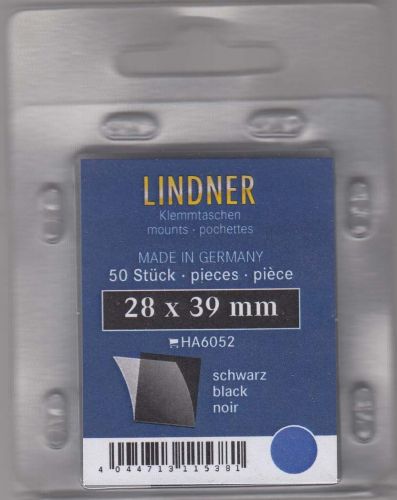 LINDNER
Klemmtaschen
mounts · pochettes
MADE IN GERMANY
50 Stück · pieces · pièce
28 x 39 mm
HA6052
schwarz
black
noir
4 044713 115381